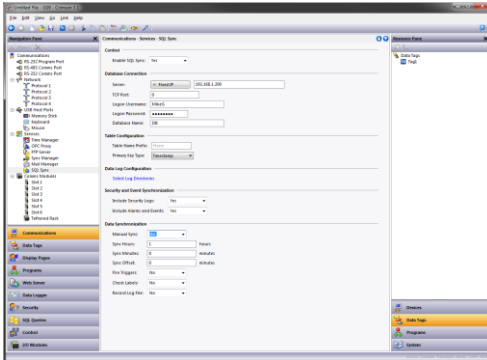 Untitled File - G09 - Crimson 3.1
File Edit View Go Link Help
Navigation Pane
Communications - Services - SQL Sync
Resource Pane
Communications
RS-232 Program Port
RS-485 Comms Port
RS-232 Comms Port
Network
Protocol 1
Protocol 2
Protocol 3
Protocol 4
USB Host Ports
Memory Stick
Keyboard
Mouse
Services
Time Manager
OPC Proxy
FTP Server
Sync Manager
Mail Manager
SQL Sync
Comms Modules
Slot 1
Slot 2
Slot 3
Slot 4
Slot 5
Slot 6
Tethered Rack
Communications
Data Tags
Display Pages
Programs
Web Server
Data Logger
Security
SQL Queries
Control
I/O Modules
Control
Enable SQL Sync: Yes
Database Connection
Server: Fixed IP 192.168.1.200
TCP Port: 0
Logon Username: MikeG
Logon Password:
Database Name: DB
Table Configuration
Table Name Prefix:
Primary Key Type: Timestamp
Data Log Configuration
Select Log Directories
Security and Event Synchronization
Include Security Logs: Yes
Include Alarms and Events: Yes
Data Synchronization
Manual Sync:
Sync Hours: 1 hours
Sync Minutes: 0 minutes
Sync Offset: 0 minutes
Fire Triggers: No
Check Labels: No
Record Log File: No
Data Tags
Tag1
Devices
Data Tags
Programs
System